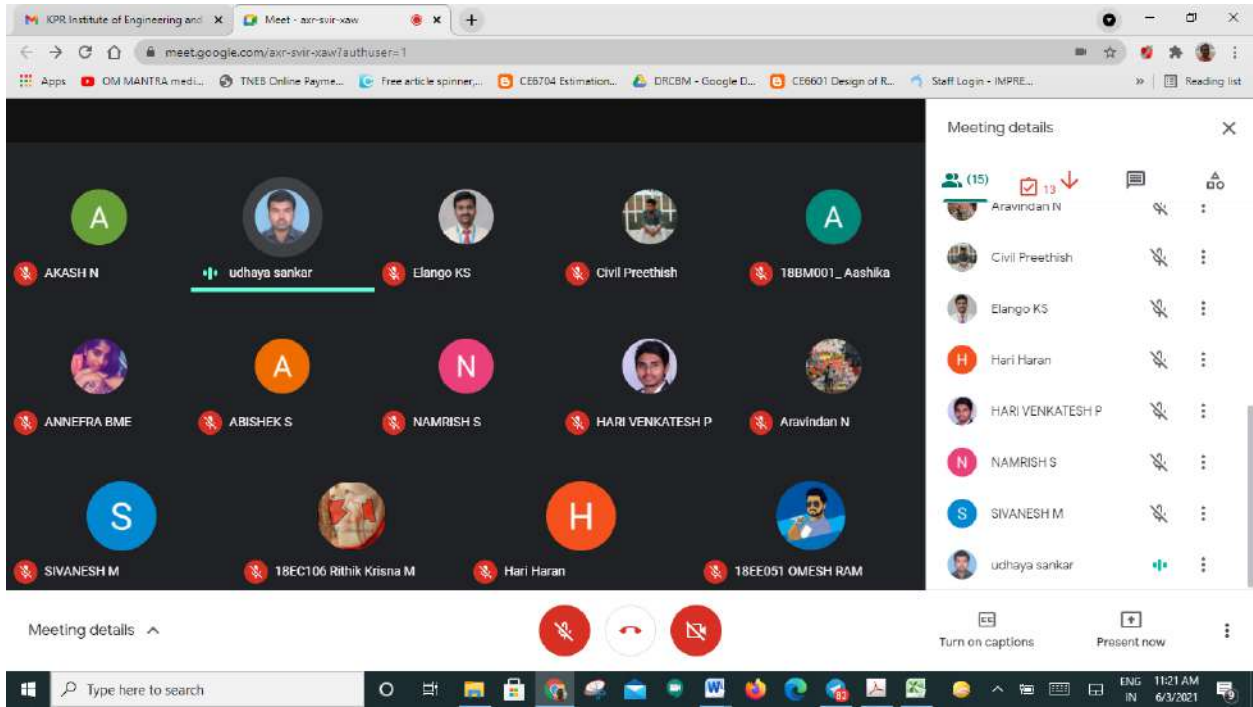 KPR Institute of Engineering and
Meet - axr-svir-xaw
meet.google.com/axr-svir-xaw?authuser=1
Apps
OM MANTRA medi...
TNEB Online Payme...
Free article spinner,...
CE6704 Estimation...
DRCBM - Google D...
CE6601 Design of R...
Staff Login - IMPRE...
»
Reading list
Meeting details
(15)
13
A
A
AKASH N
udhaya sankar
Elango KS
Civil Preethish
18BM001_ Aashika
A
N
ANNEFRA BME
ABISHEK S
NAMRISH S
HARI VENKATESH P
Aravindan N
S
H
SIVANESH M
18EC106 Rithik Krisna M
Hari Haran
18EE051 OMESH RAM
Aravindan N
Civil Preethish
Elango KS
H Hari Haran
HARI VENKATESH P
N NAMRISH S
S SIVANESH M
udhaya sankar
Meeting details
Turn on captions
Present now
Type here to search
82
ENG
IN
11:21 AM
6/3/2021